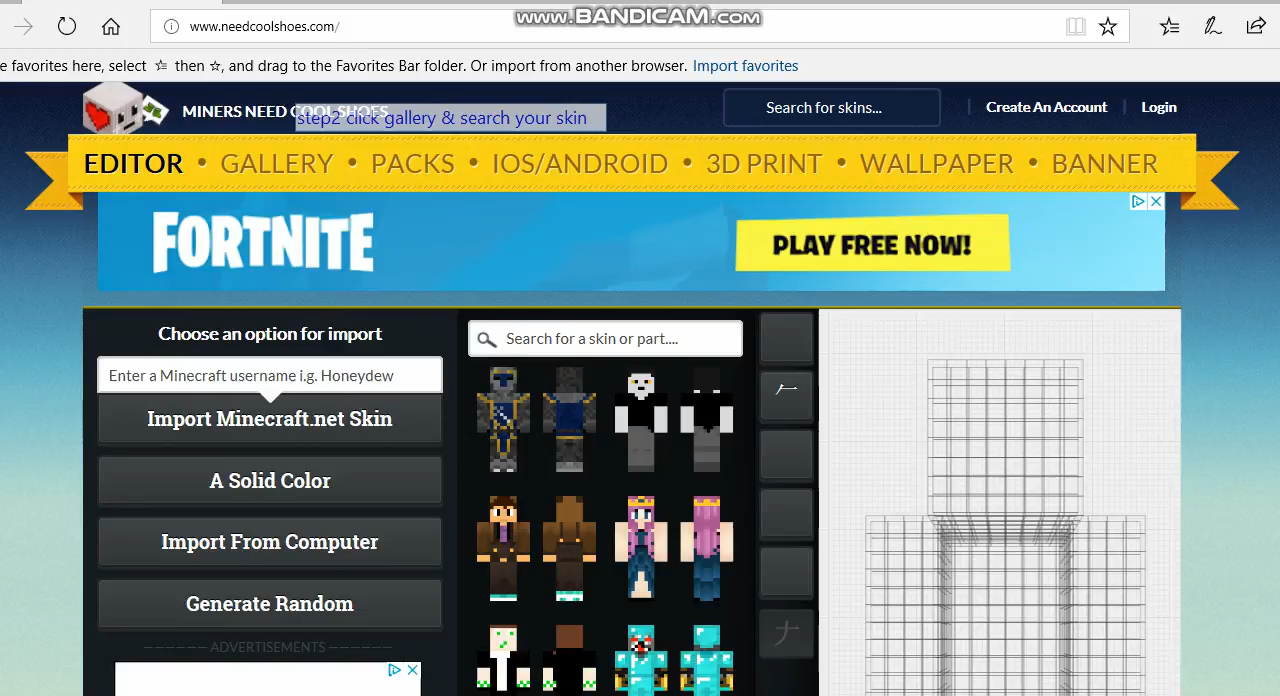 www.BANDICAM.com
www.needcoolshoes.com/
e favorites here, select then , and drag to the Favorites Bar folder. Or import from another browser. Import favorites
MINERS NEED COOL SHOES
step2 click gallery & search your skin
Search for skins...
Create An Account
Login
EDITOR • GALLERY • PACKS • IOS/ANDROID • 3D PRINT • WALLPAPER • BANNER
FORTNITE
PLAY FREE NOW!
Choose an option for import
Enter a Minecraft username i.g. Honeydew
Import Minecraft.net Skin
A Solid Color
Import From Computer
Generate Random
ADVERTISEMENTS
Search for a skin or part....